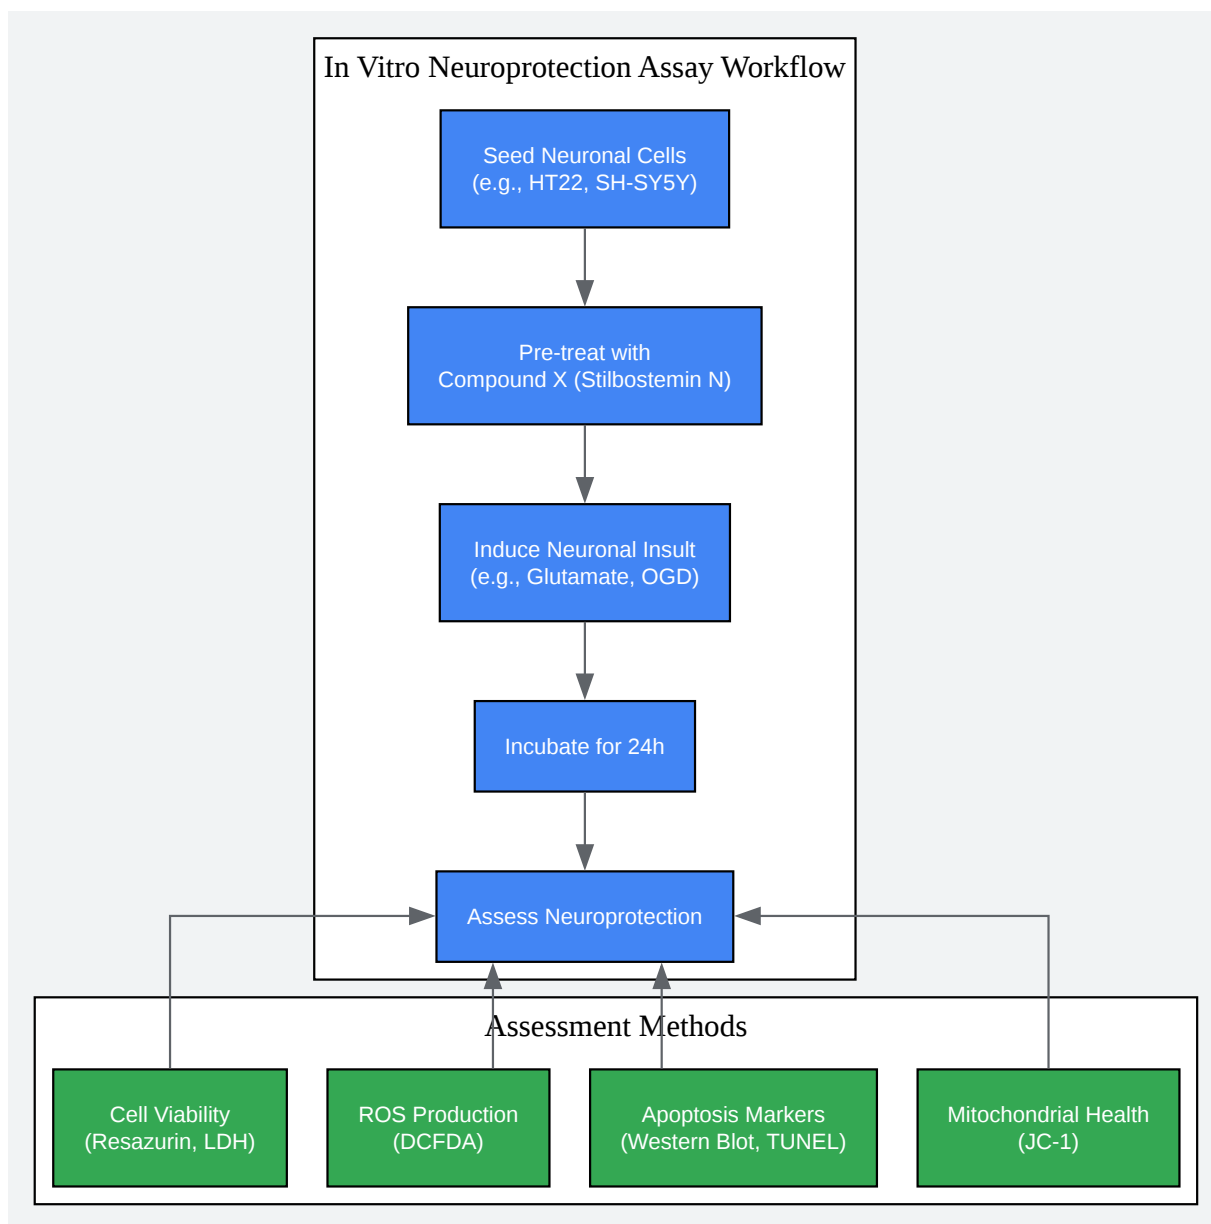 In Vitro Neuroprotection Assay Workflow
Seed Neuronal Cells
(e.g., HT22, SH-SY5Y)
Pre-treat with
Compound X (Stilbostemin N)
Induce Neuronal Insult
(e.g., Glutamate, OGD)
Incubate for 24h
Assess Neuroprotection
Assessment Methods
Cell Viability
(Resazurin, LDH)
ROS Production
(DCFDA)
Apoptosis Markers
(Western Blot, TUNEL)
Mitochondrial Health
(JC-1)